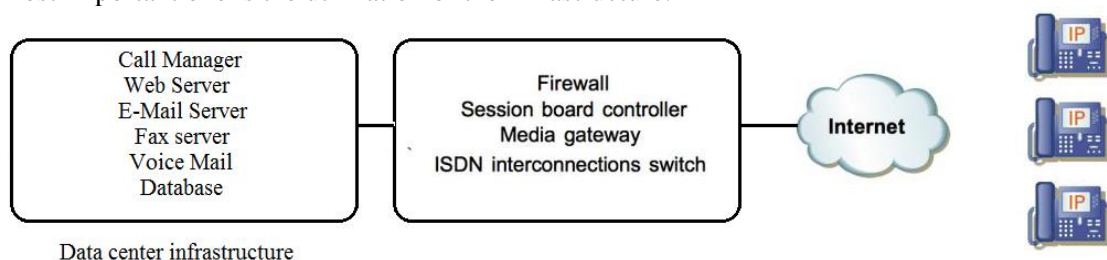 Call Manager
Web Server
E-Mail Server
Fax server
Voice Mail
Database
Firewall
Session board controller
Media gateway
ISDN interconnections switch
Internet
IP
IP
IP
Data center infrastructure